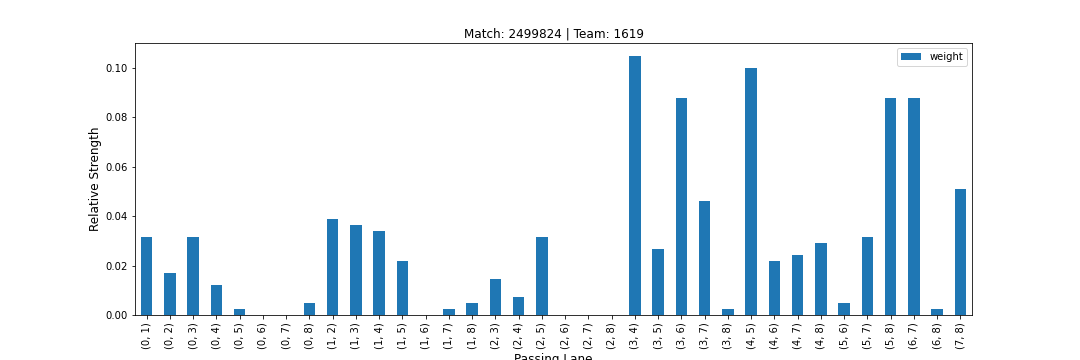 Match: 2499824 | Team: 1619
weight
Relative Strength
0.10
0.08
0.06
0.04
0.02
0.00
(0, 1) (0, 2) (0, 3) (0, 4) (0, 5) (0, 6) (0, 7) (0, 8) (1, 2) (1, 3) (1, 4) (1, 5) (1, 6) (1, 7) (1, 8) (2, 3) (2, 4) (2, 5) (2, 6) (2, 7) (2, 8) (3, 4) (3, 5) (3, 6) (3, 7) (3, 8) (4, 5) (4, 6) (4, 7) (4, 8) (5, 6) (5, 7) (5, 8) (6, 7) (6, 8) (7, 8)
Passing Lane